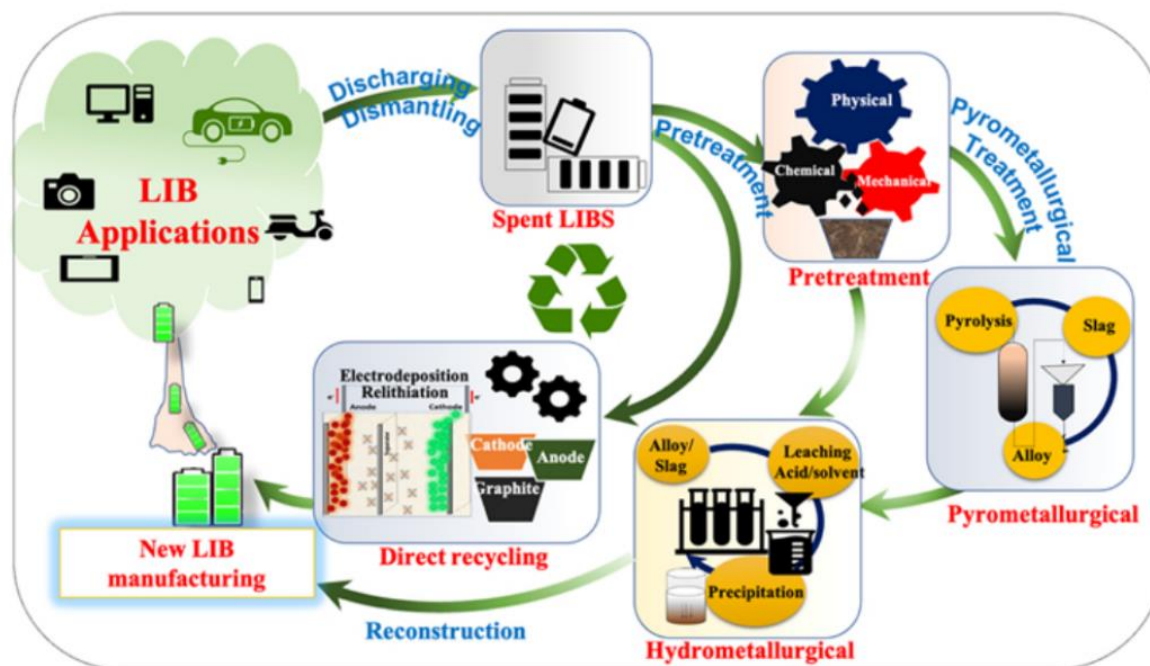 LIB
Applications
Discharging
Dismantling
Spent LIBS
Pretreatment
Physical
Chemical
Mechanical
Pretreatment
Pyrometallurgical
Treatment
Pyrolysis
Slag
Alloy
Pyrometallurgical
Electrodeposition
Relithiation
Anode
Cathode
Cathode
Anode
Graphite
Direct recycling
Alloy/
Slag
Leaching
Acid/solvent
Precipitation
Hydrometallurgical
Reconstruction
New LIB
manufacturing